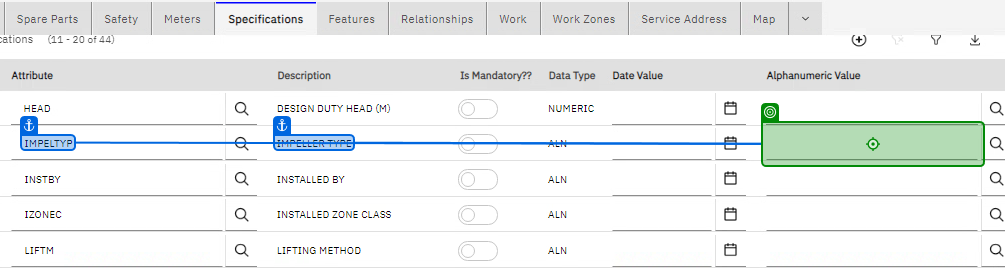 Spare Parts Safety Meters Specifications Features Relationships Work Work Zones Service Address Map
cations (11 - 20 of 44)
Attribute Description Is Mandatory?? Data Type Date Value Alphanumeric Value
HEAD DESIGN DUTY HEAD (M) NUMERIC
IMPELTYP IMPELLER TYPE ALN
INSTBY INSTALLED BY ALN
IZONEC INSTALLED ZONE CLASS ALN
LIFTM LIFTING METHOD ALN